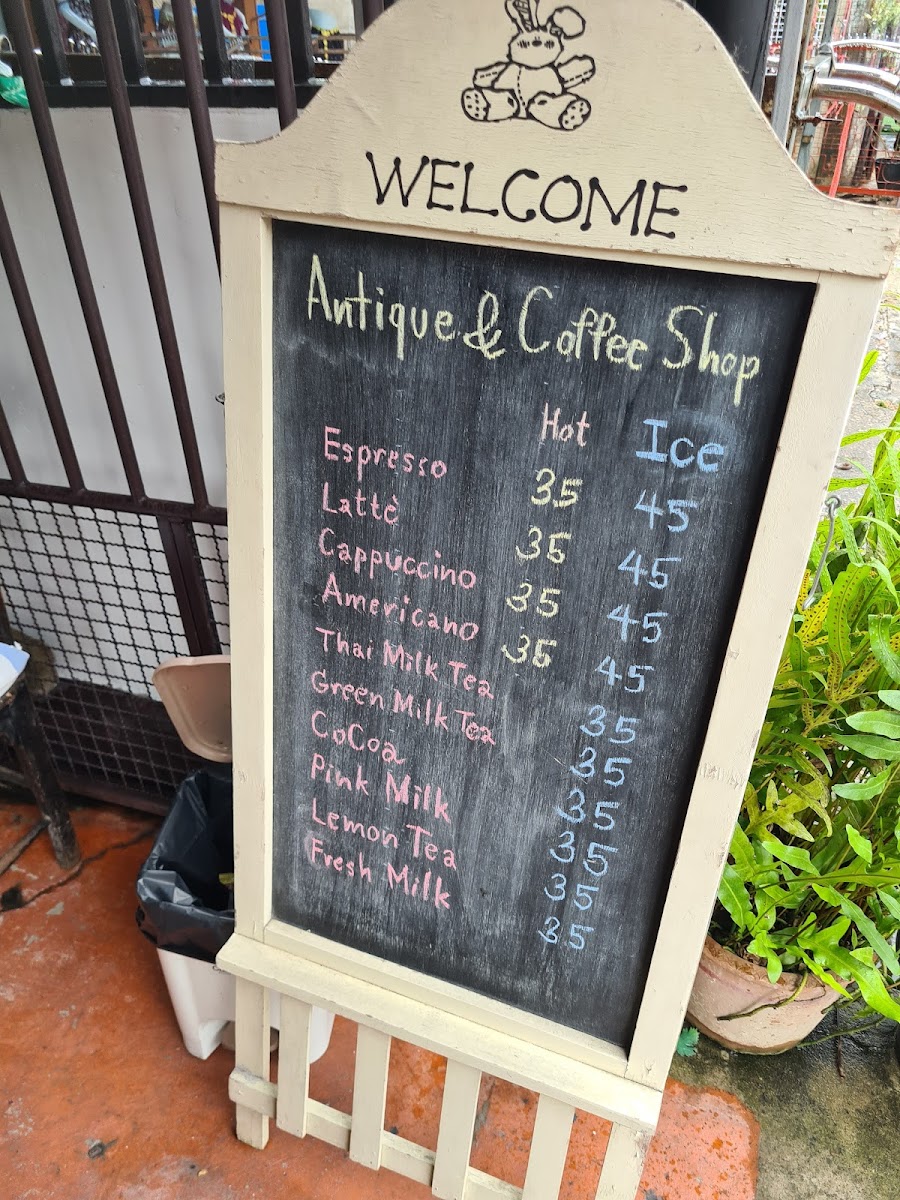 WELCOME
Antique & Coffee Shop
Hot Ice
Espresso 35 45
Lattè 35 45
Cappuccino 35 45
Americano 35 45
Thai Milk Tea 35
Green Milk Tea 35
CoCoa 35
Pink Milk 35
Lemon Tea 35
Fresh Milk 35